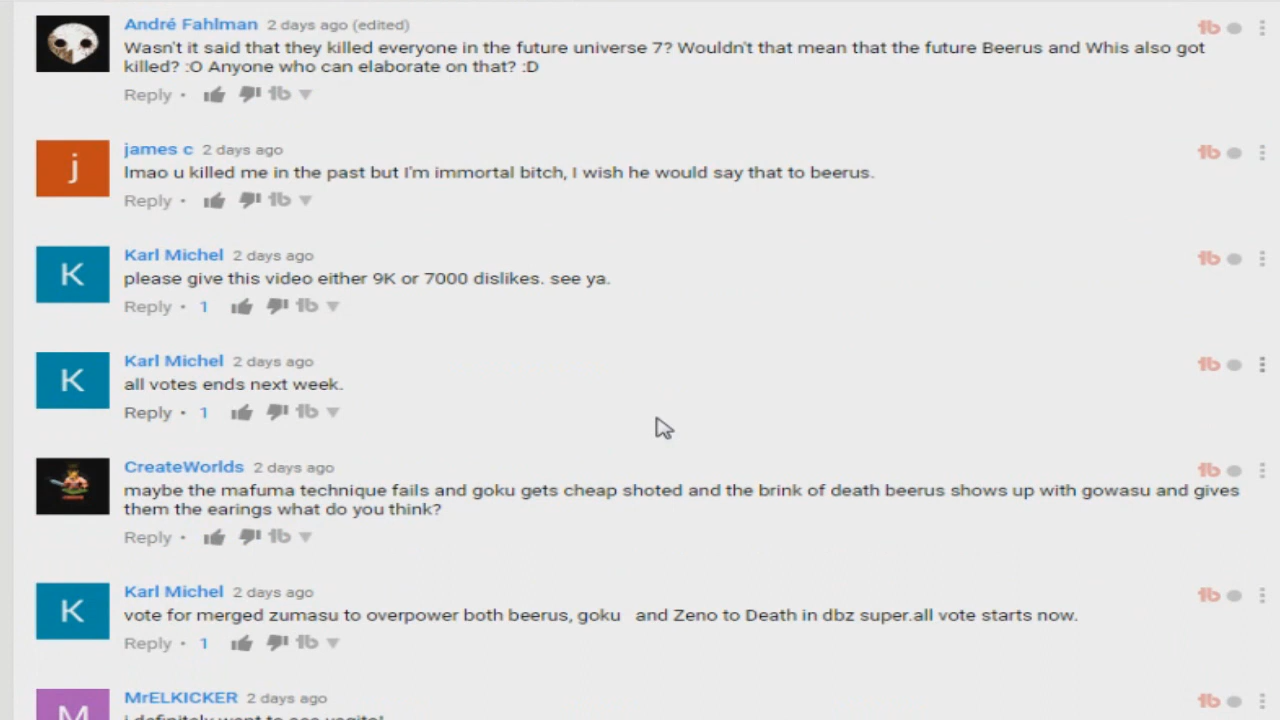 André Fahlman 2 days ago (edited)
Wasn't it said that they killed everyone in the future universe 7? Wouldn't that mean that the future Beerus and Whis also got
killed? :O Anyone who can elaborate on that? :D
Reply •
j
james c 2 days ago
lmao u killed me in the past but I'm immortal bitch, I wish he would say that to beerus.
Reply •
K
Karl Michel 2 days ago
please give this video either 9K or 7000 dislikes. see ya.
Reply • 1
K
Karl Michel 2 days ago
all votes ends next week.
Reply • 1
CreateWorlds 2 days ago
maybe the mafuma technique fails and goku gets cheap shoted and the brink of death beerus shows up with gowasu and gives
them the earings what do you think?
Reply •
K
Karl Michel 2 days ago
vote for merged zumasu to overpower both beerus, goku   and Zeno to Death in dbz super.all vote starts now.
Reply • 1
M
MrELKICKER 2 days ago
i definitely want to see vegito!